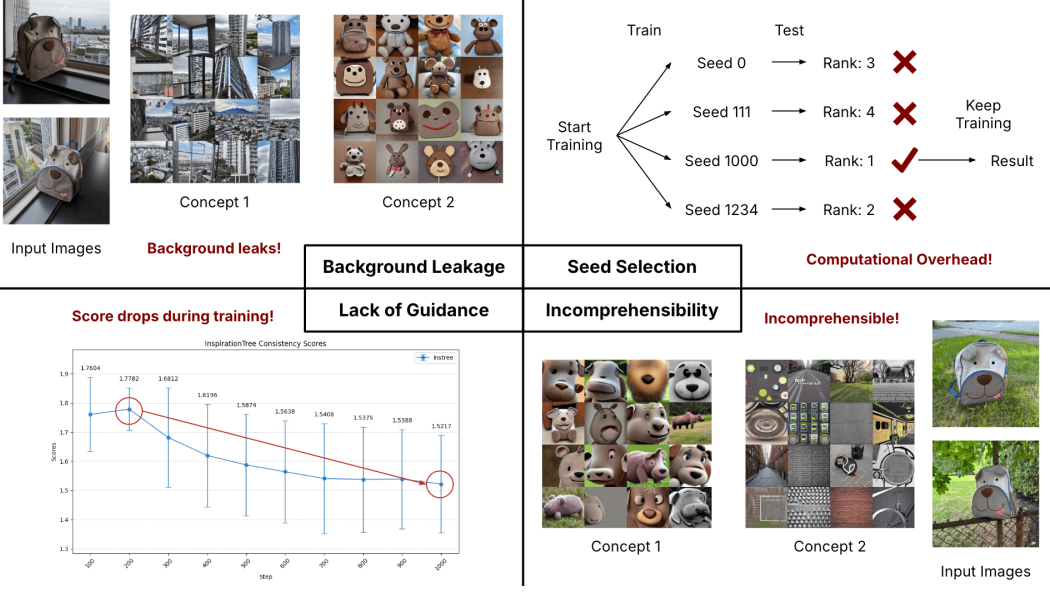 Concept 1
Concept 2
Input Images
Background leaks!
Train
Test
Start
Training
Seed 0
Rank: 3
Seed 111
Rank: 4
Seed 1000
Rank: 1
Seed 1234
Rank: 2
Keep
Training
Result
Computational Overhead!
Background Leakage
Seed Selection
Lack of Guidance
Incomprehensibility
Score drops during training!
InspirationTree Consistency Scores
Instree
1.7604
1.7782
1.6812
1.6196
1.5874
1.5638
1.5408
1.5375
1.5388
1.5217
1.9
1.8
1.7
1.6
1.5
1.4
1.3
Scores
100
200
300
400
500
600
700
800
900
1000
Step
Incomprehensible!
Concept 1
Concept 2
Input Images